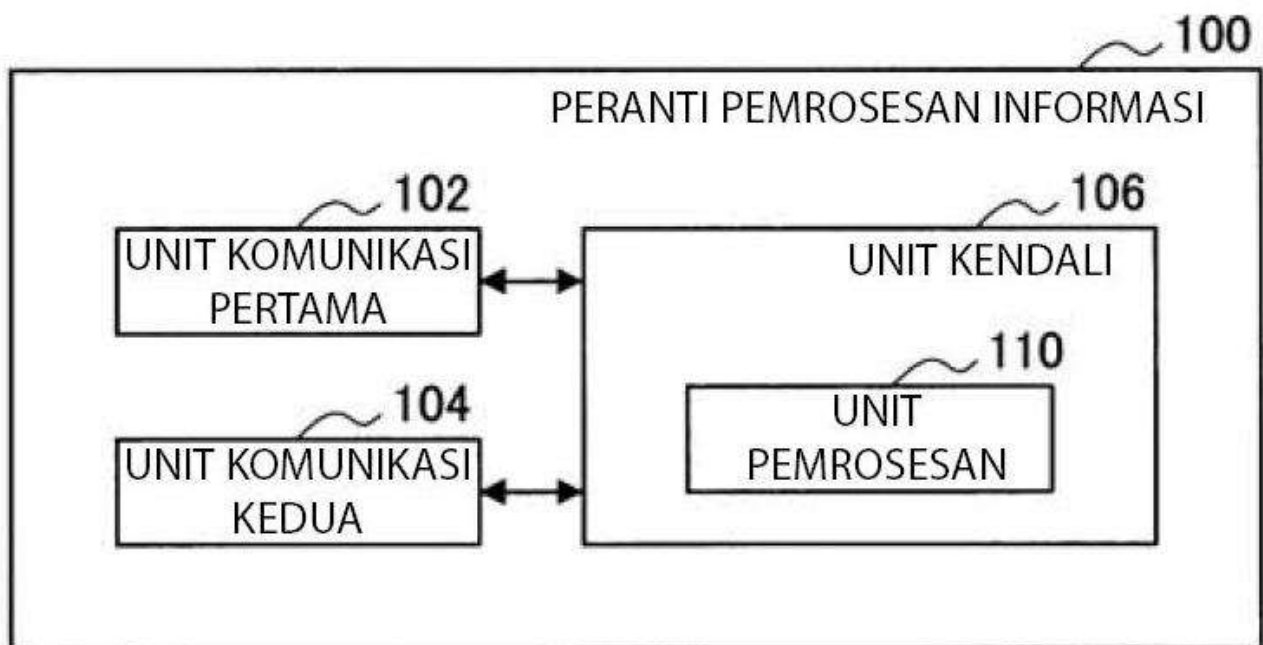 100
PERANTI PEMROSESAN INFORMASI
102
UNIT KOMUNIKASI
PERTAMA
106
UNIT KENDALI
110
UNIT
PEMROSESAN
104
UNIT KOMUNIKASI
KEDUA